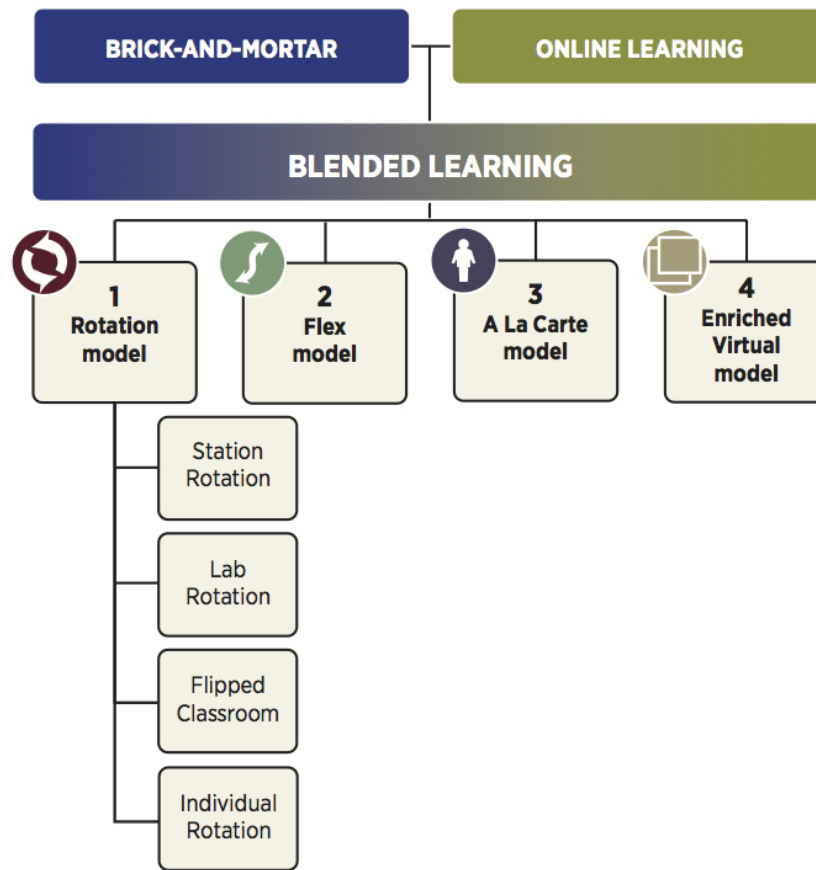 BRICK-AND-MORTAR
ONLINE LEARNING
BLENDED LEARNING
1
Rotation
model
2
Flex
model
3
A La Carte
model
4
Enriched
Virtual
model
Station
Rotation
Lab
Rotation
Flipped
Classroom
Individual
Rotation